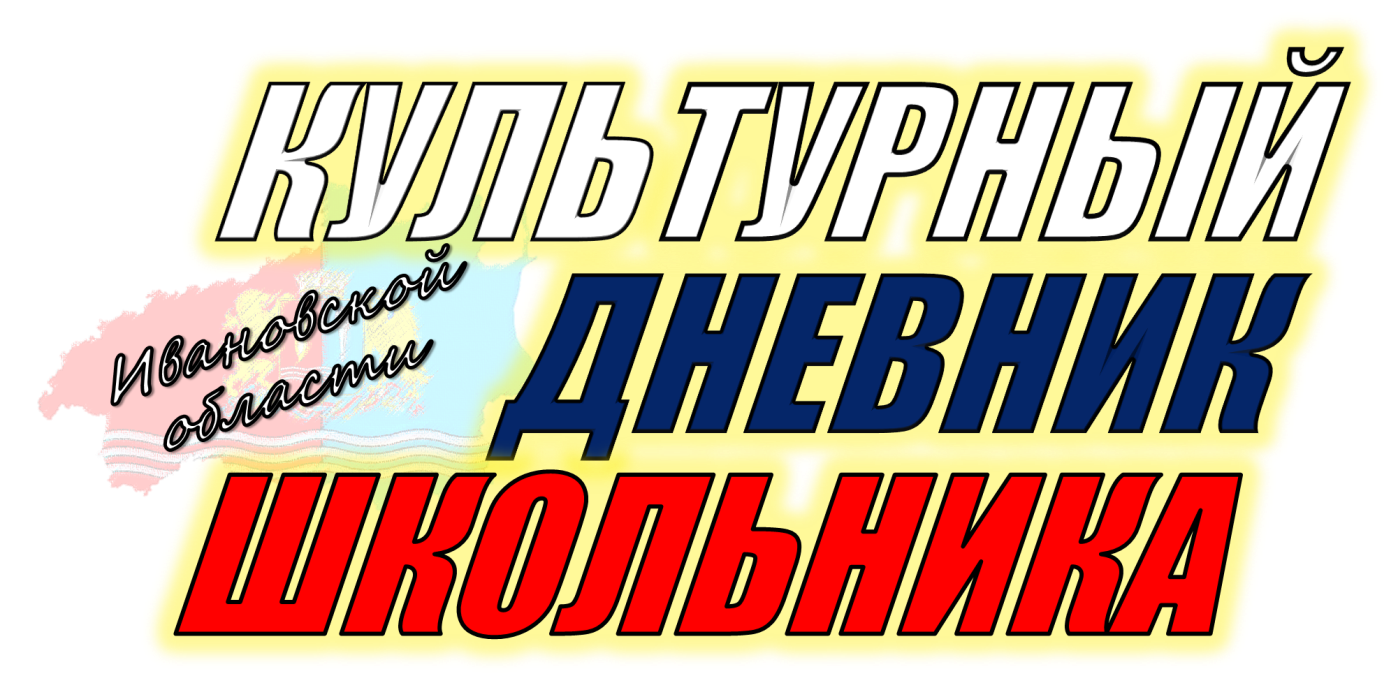 КУЛЬТУРНЫЙ
ДНЕВНИК
Ивановской
области
ШКОЛЬНИКА